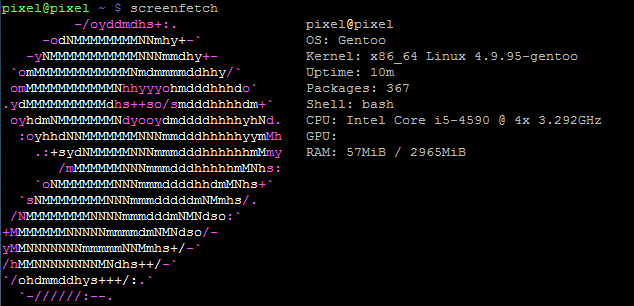 pixel@pixel ~ $ screenfetch
-/oyddmdhs+:. pixel@pixel
-odNMMMMMMMMNNmhy+-` OS: Gentoo
-yNMMMMMMMMMMMNNNmmdhy+- Kernel: x86_64 Linux 4.9.95-gentoo
`omMMMMMMMMMMMMNmdmmmmddhhy/` Uptime: 10m
omMMMMMMMMMMMNhhyyyohmdddhhhdo` Packages: 367
.ydMMMMMMMMMMdhs++so/smdddhhhhdm+` Shell: bash
oyhdmNMMMMMMMNdyooydmddddhhhhyhNd. CPU: Intel Core i5-4590 @ 4x 3.292GHz
:oyhhdNNMMMMMMMNNNmmdddhhhhhyymMh GPU:
.:+sydNMMMMMNNNmmmdddhhhhhhmMmy RAM: 57MiB / 2965MiB
/mMMMMMMNNNmmmdddhhhhhmMNhs:
`oNMMMMMMMNNNmmmddddhhdmMNhs+`
`sNMMMMMMMMNNNmmmdddddmNMmhs/.
/NMMMMMMMMNNNNmmmdddmNMNdso:`
+MMMMMMMNNNNNmmmmdmNMNdso/-
yMMNNNNNNNmmmmmNNMmhs+/-`
/hMMNNNNNNNNMNdhs++/-`
`/ohdmmddhys+++/:.`
`-//////:--.